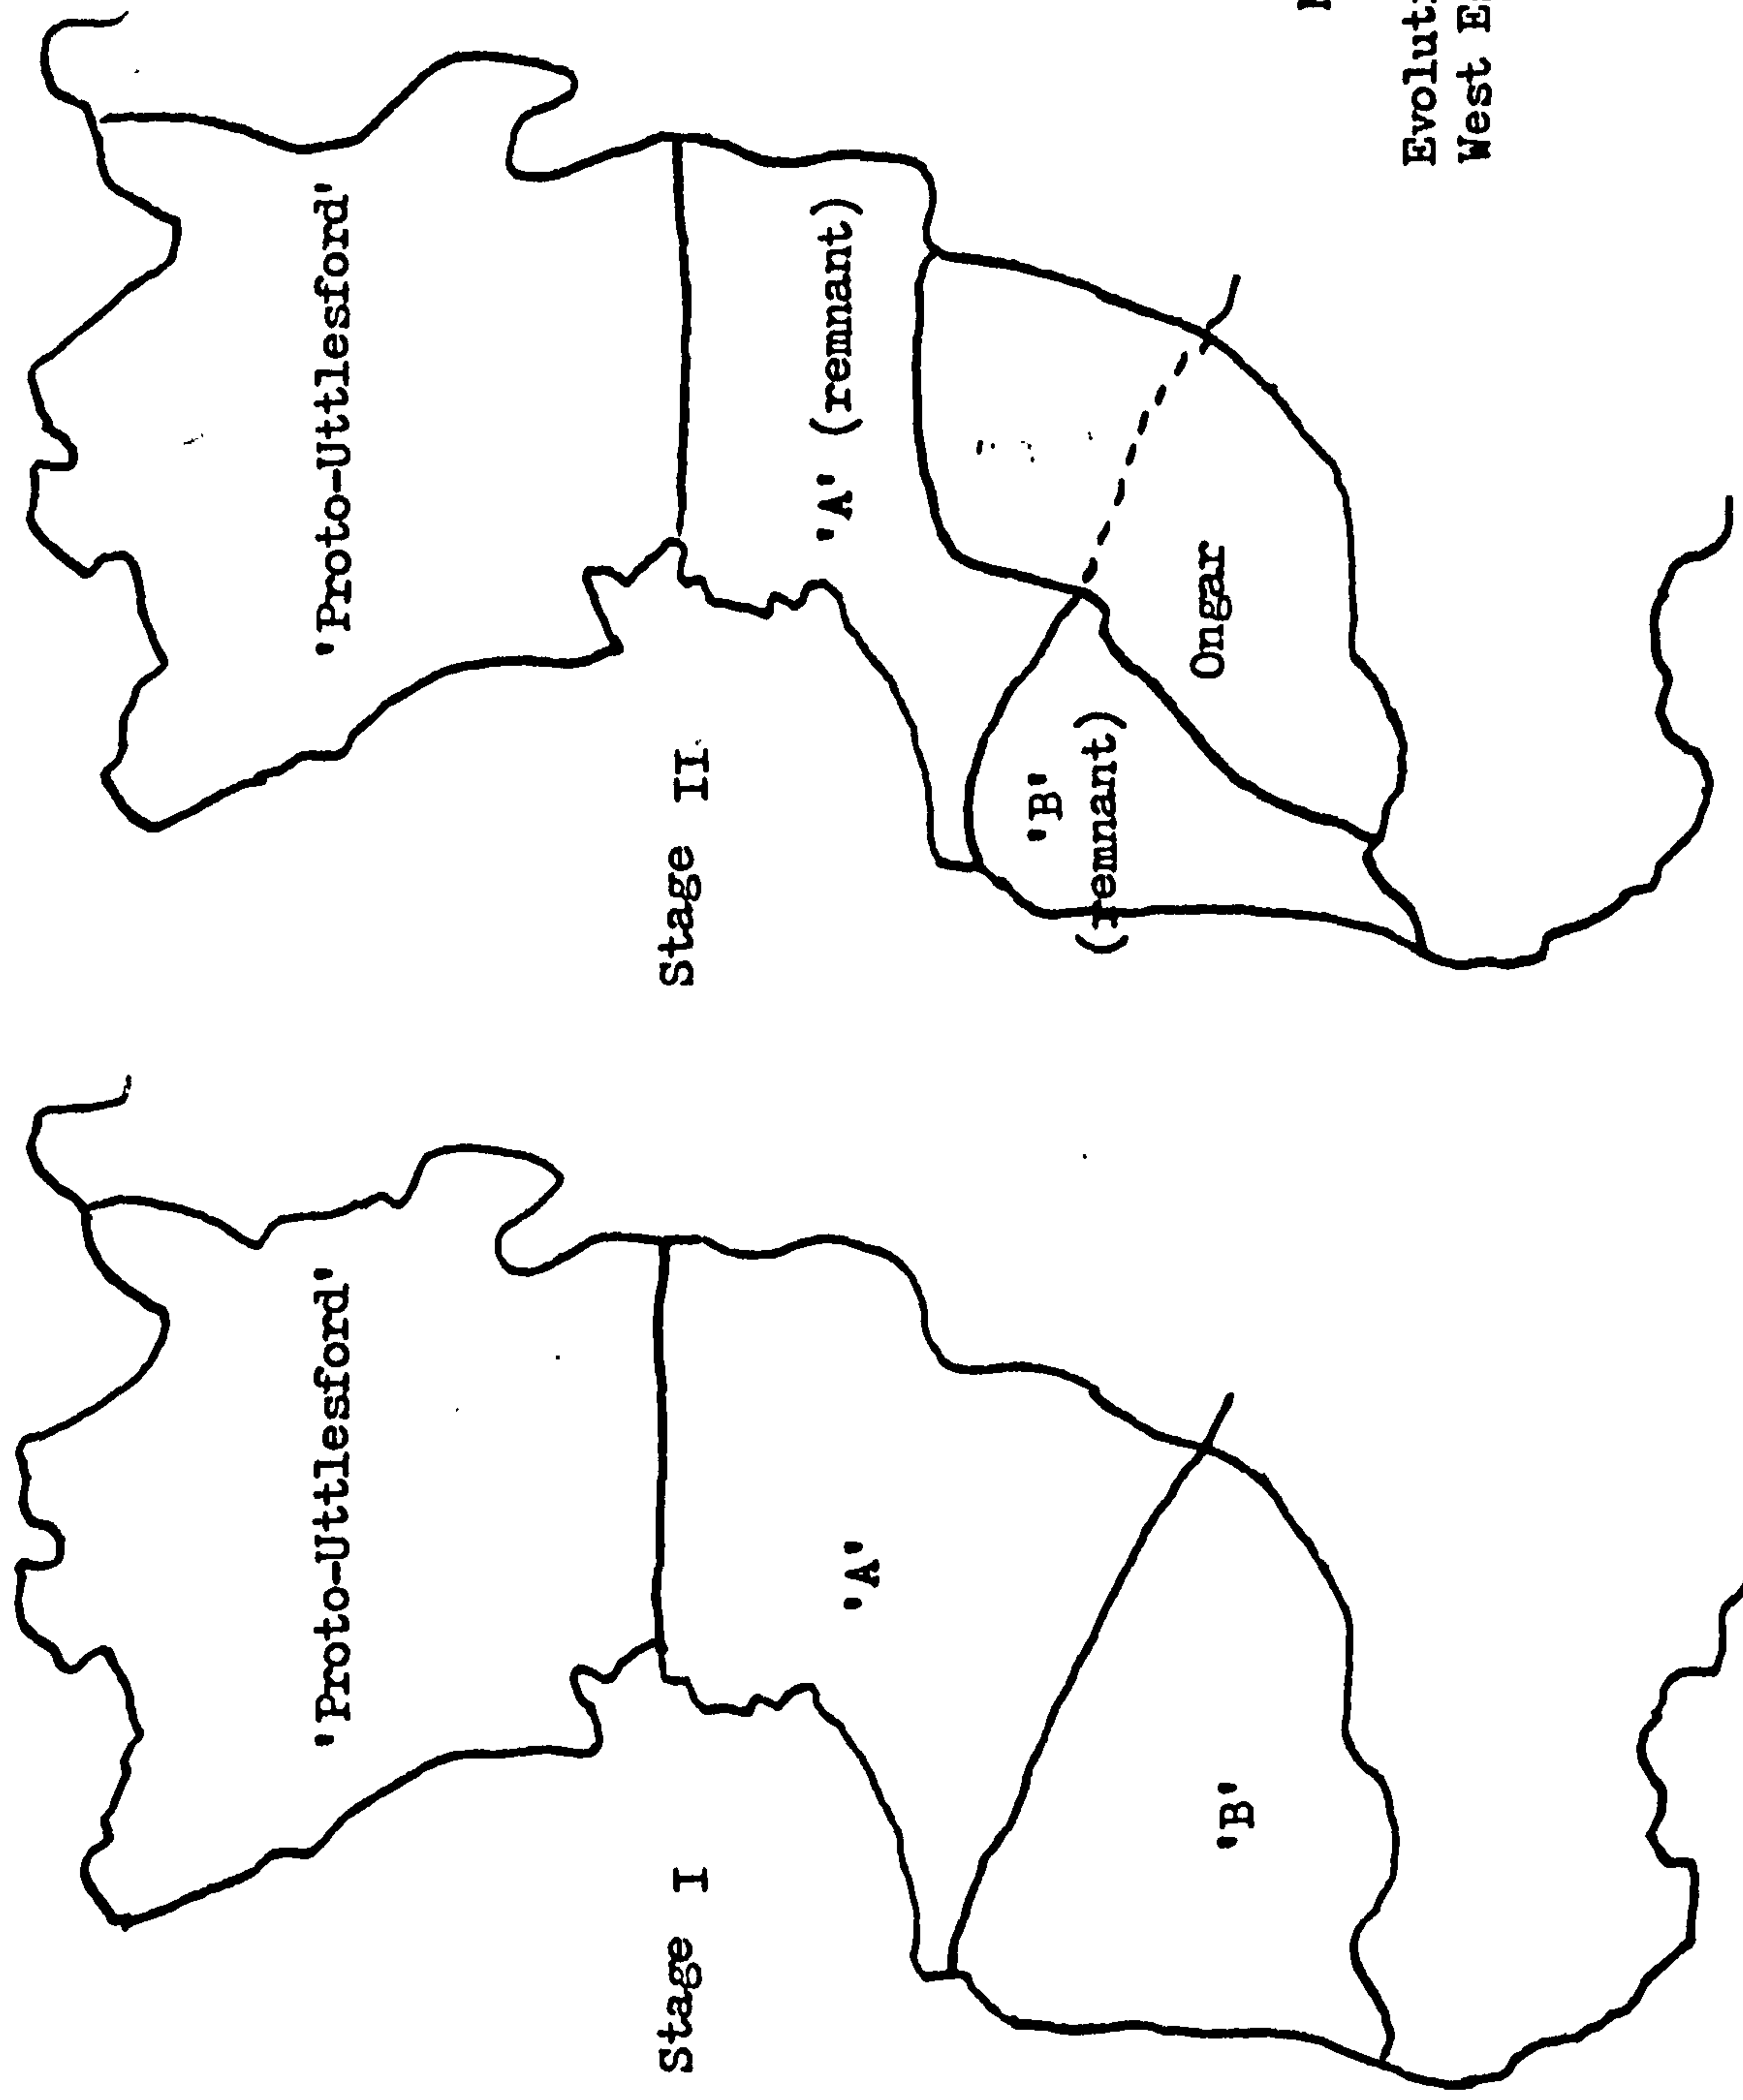 'Proto-Uttlesford'
Stage I
'A'
'B'
'Proto-Uttlesford'
Stage II
'A' (remnant)
'B'
(remnant)
Ongar
Evolut
West E